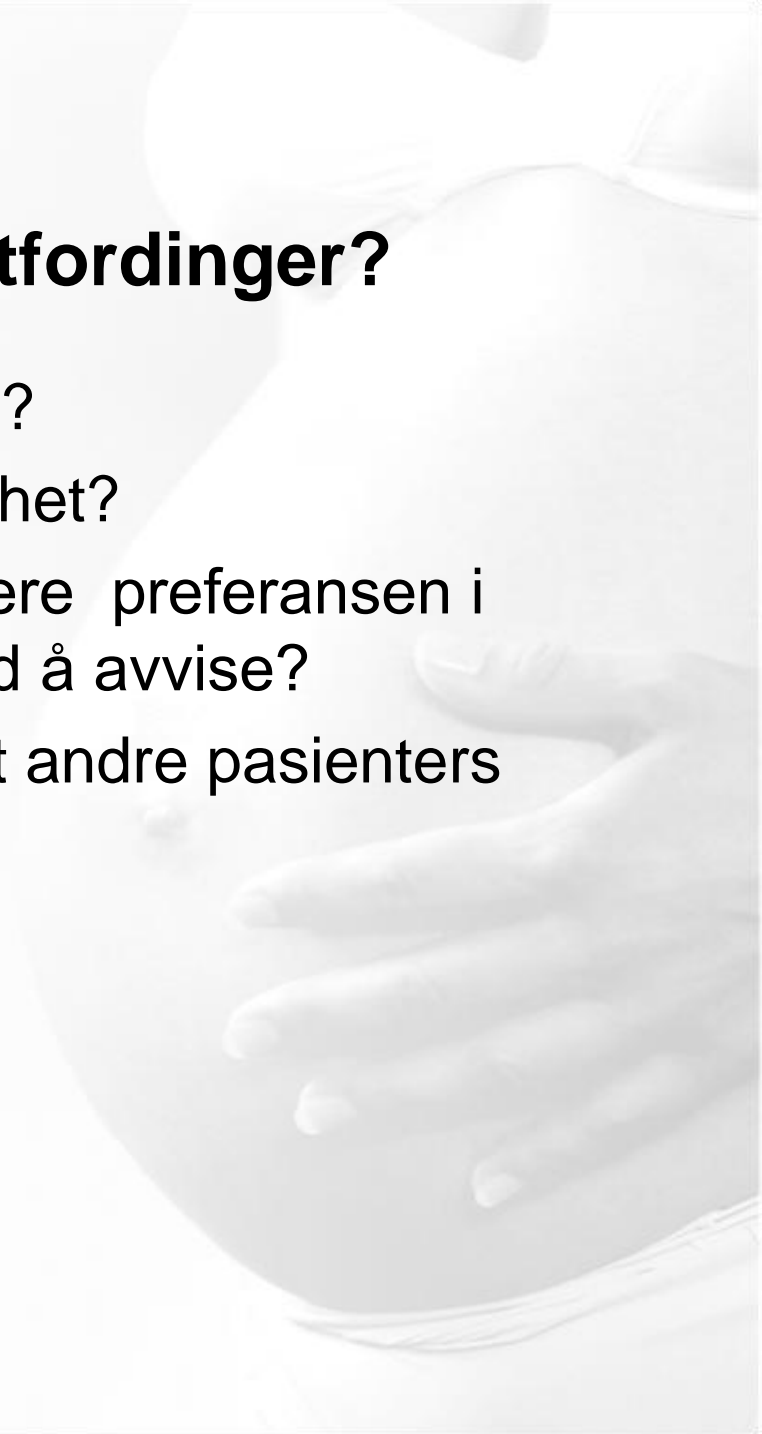 tfordinger?
?
het?
ere preferansen i
d å avvise?
t andre pasienters